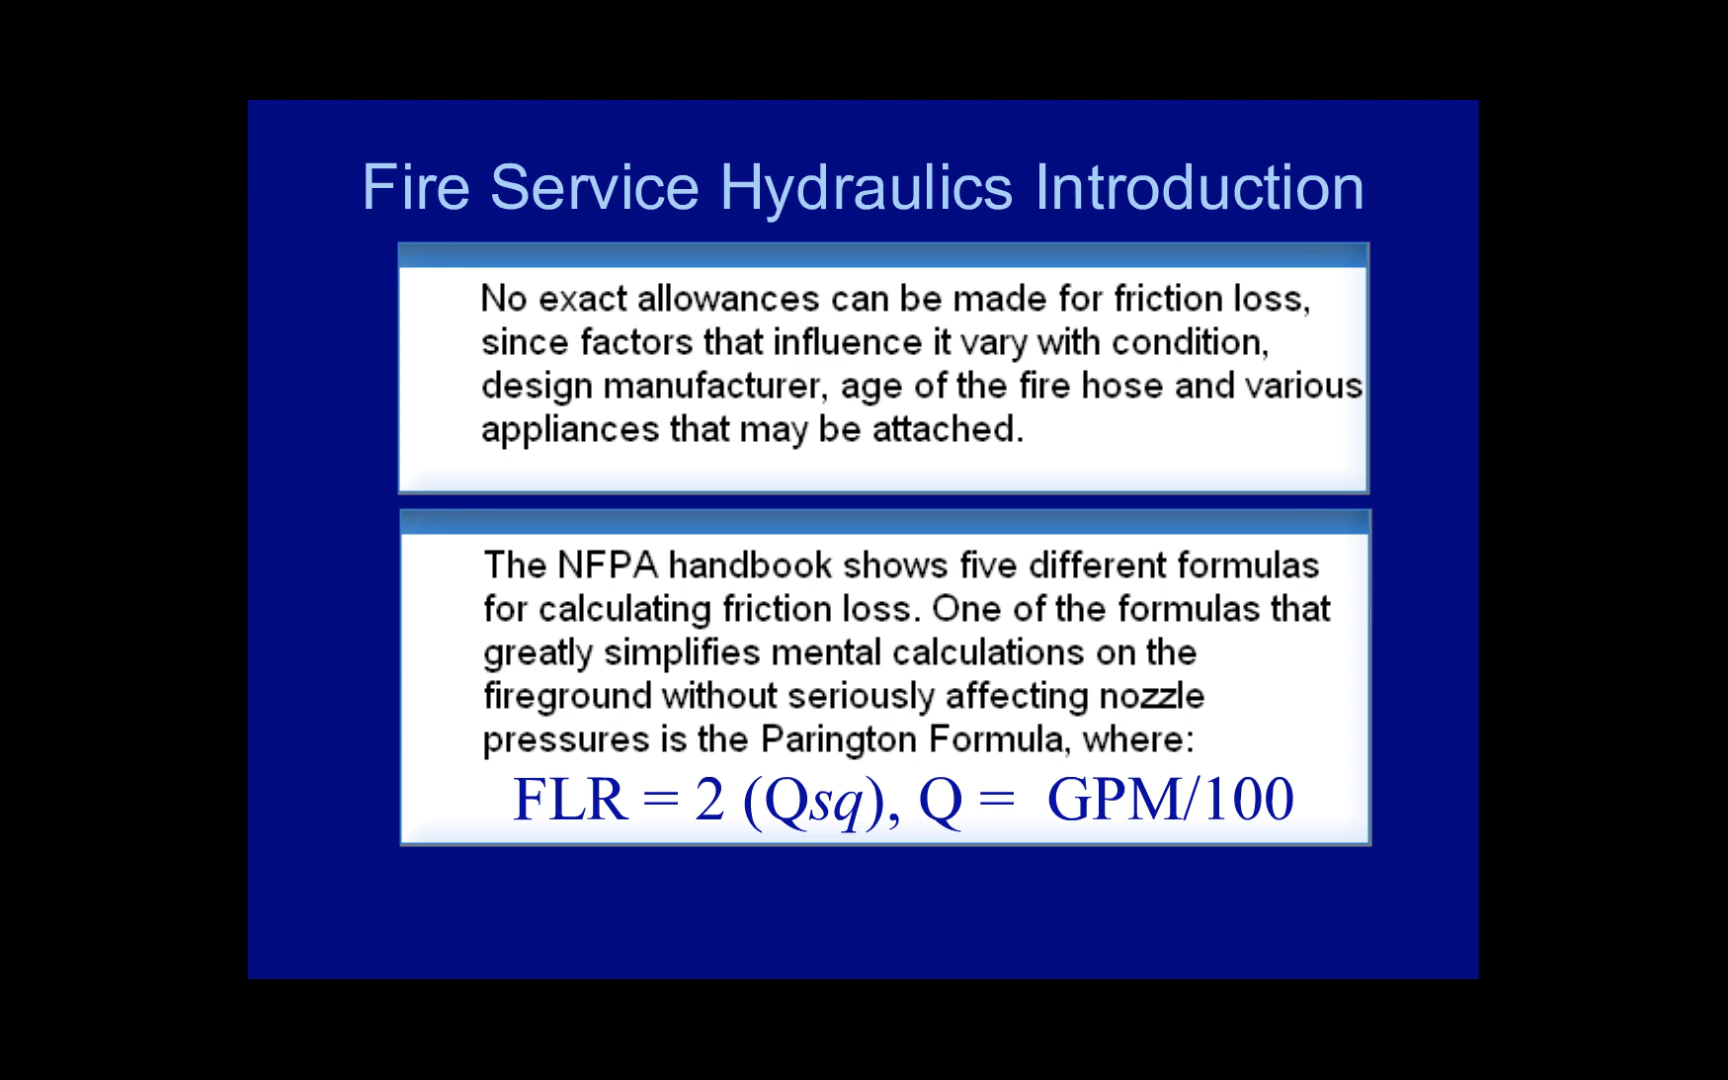 Fire Service Hydraulics Introduction
No exact allowances can be made for friction loss,
since factors that influence it vary with condition,
design manufacturer, age of the fire hose and various
appliances that may be attached.
The NFPA handbook shows five different formulas
for calculating friction loss. One of the formulas that
greatly simplifies mental calculations on the
fireground without seriously affecting nozzle
pressures is the Parington Formula, where:
FLR = 2 (Qsq), Q = GPM/100